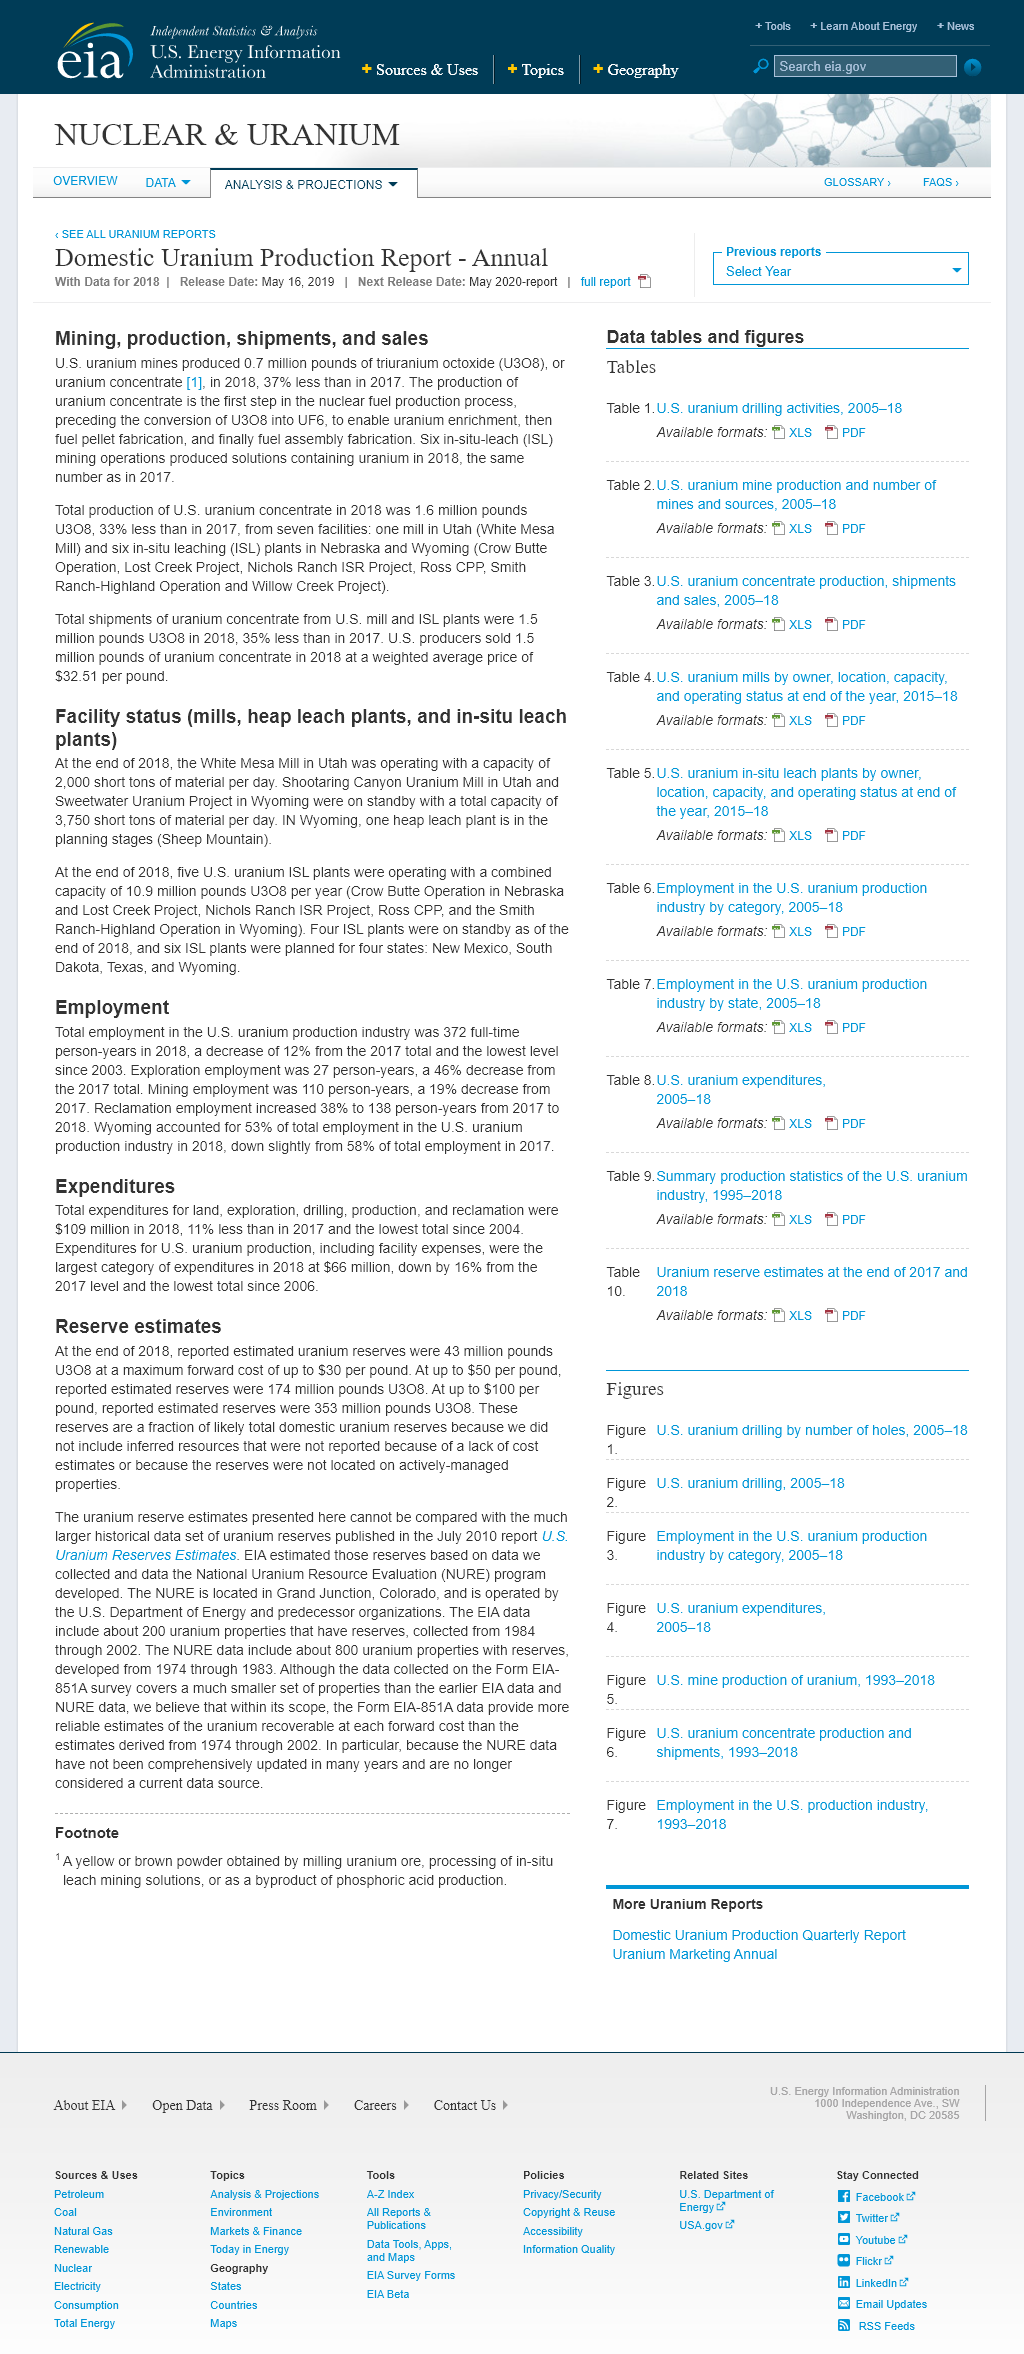 Independent Statistics & Analysis
U.S. Energy Information
Administration
eia
+ Tools
+ Learn About Energy
+ News
+ Sources & Uses
+ Topics
+ Geography
Search eia.gov
NUCLEAR & URANIUM
OVERVIEW
DATA
ANALYSIS & PROJECTIONS
GLOSSARY ›
FAQS ›
‹ SEE ALL URANIUM REPORTS
Domestic Uranium Production Report - Annual
With Data for 2018 | Release Date: May 16, 2019 | Next Release Date: May 2020-report | full report
Previous reports
Select Year
Mining, production, shipments, and sales
U.S. uranium mines produced 0.7 million pounds of triuranium octoxide (U3O8), or
uranium concentrate [1], in 2018, 37% less than in 2017. The production of
uranium concentrate is the first step in the nuclear fuel production process,
preceding the conversion of U3O8 into UF6, to enable uranium enrichment, then
fuel pellet fabrication, and finally fuel assembly fabrication. Six in-situ-leach (ISL)
mining operations produced solutions containing uranium in 2018, the same
number as in 2017.
Total production of U.S. uranium concentrate in 2018 was 1.6 million pounds
U3O8, 33% less than in 2017, from seven facilities: one mill in Utah (White Mesa
Mill) and six in-situ leaching (ISL) plants in Nebraska and Wyoming (Crow Butte
Operation, Lost Creek Project, Nichols Ranch ISR Project, Ross CPP, Smith
Ranch-Highland Operation and Willow Creek Project).
Total shipments of uranium concentrate from U.S. mill and ISL plants were 1.5
million pounds U3O8 in 2018, 35% less than in 2017. U.S. producers sold 1.5
million pounds of uranium concentrate in 2018 at a weighted average price of
$32.51 per pound.
Facility status (mills, heap leach plants, and in-situ leach
plants)
At the end of 2018, the White Mesa Mill in Utah was operating with a capacity of
2,000 short tons of material per day. Shootaring Canyon Uranium Mill in Utah and
Sweetwater Uranium Project in Wyoming were on standby with a total capacity of
3,750 short tons of material per day. IN Wyoming, one heap leach plant is in the
planning stages (Sheep Mountain).
At the end of 2018, five U.S. uranium ISL plants were operating with a combined
capacity of 10.9 million pounds U3O8 per year (Crow Butte Operation in Nebraska
and Lost Creek Project, Nichols Ranch ISR Project, Ross CPP, and the Smith
Ranch-Highland Operation in Wyoming). Four ISL plants were on standby as of the
end of 2018, and six ISL plants were planned for four states: New Mexico, South
Dakota, Texas, and Wyoming.
Employment
Total employment in the U.S. uranium production industry was 372 full-time
person-years in 2018, a decrease of 12% from the 2017 total and the lowest level
since 2003. Exploration employment was 27 person-years, a 46% decrease from
the 2017 total. Mining employment was 110 person-years, a 19% decrease from
2017. Reclamation employment increased 38% to 138 person-years from 2017 to
2018. Wyoming accounted for 53% of total employment in the U.S. uranium
production industry in 2018, down slightly from 58% of total employment in 2017.
Expenditures
Total expenditures for land, exploration, drilling, production, and reclamation were
$109 million in 2018, 11% less than in 2017 and the lowest total since 2004.
Expenditures for U.S. uranium production, including facility expenses, were the
largest category of expenditures in 2018 at $66 million, down by 16% from the
2017 level and the lowest total since 2006.
Reserve estimates
At the end of 2018, reported estimated uranium reserves were 43 million pounds
U3O8 at a maximum forward cost of up to $30 per pound. At up to $50 per pound,
reported estimated reserves were 174 million pounds U3O8. At up to $100 per
pound, reported estimated reserves were 353 million pounds U3O8. These
reserves are a fraction of likely total domestic uranium reserves because we did
not include inferred resources that were not reported because of a lack of cost
estimates or because the reserves were not located on actively-managed
properties.
The uranium reserve estimates presented here cannot be compared with the much
larger historical data set of uranium reserves published in the July 2010 report U.S.
Uranium Reserves Estimates. EIA estimated those reserves based on data we
collected and data the National Uranium Resource Evaluation (NURE) program
developed. The NURE is located in Grand Junction, Colorado, and is operated by
the U.S. Department of Energy and predecessor organizations. The EIA data
include about 200 uranium properties that have reserves, collected from 1984
through 2002. The NURE data include about 800 uranium properties with reserves,
developed from 1974 through 1983. Although the data collected on the Form EIA-
851A survey covers a much smaller set of properties than the earlier EIA data and
NURE data, we believe that within its scope, the Form EIA-851A data provide more
reliable estimates of the uranium recoverable at each forward cost than the
estimates derived from 1974 through 2002. In particular, because the NURE data
have not been comprehensively updated in many years and are no longer
considered a current data source.
Footnote
1 A yellow or brown powder obtained by milling uranium ore, processing of in-situ
leach mining solutions, or as a byproduct of phosphoric acid production.
Data tables and figures
Tables
Table 1. U.S. uranium drilling activities, 2005–18
Available formats: XLS PDF
Table 2. U.S. uranium mine production and number of
mines and sources, 2005–18
Available formats: XLS PDF
Table 3. U.S. uranium concentrate production, shipments
and sales, 2005–18
Available formats: XLS PDF
Table 4. U.S. uranium mills by owner, location, capacity,
and operating status at end of the year, 2015–18
Available formats: XLS PDF
Table 5. U.S. uranium in-situ leach plants by owner,
location, capacity, and operating status at end of
the year, 2015–18
Available formats: XLS PDF
Table 6. Employment in the U.S. uranium production
industry by category, 2005–18
Available formats: XLS PDF
Table 7. Employment in the U.S. uranium production
industry by state, 2005–18
Available formats: XLS PDF
Table 8. U.S. uranium expenditures,
2005–18
Available formats: XLS PDF
Table 9. Summary production statistics of the U.S. uranium
industry, 1995–2018
Available formats: XLS PDF
Table Uranium reserve estimates at the end of 2017 and
10. 2018
Available formats: XLS PDF
Figures
Figure U.S. uranium drilling by number of holes, 2005–18
1.
Figure U.S. uranium drilling, 2005–18
2.
Figure Employment in the U.S. uranium production
3. industry by category, 2005–18
Figure U.S. uranium expenditures,
4. 2005–18
Figure U.S. mine production of uranium, 1993–2018
5.
Figure U.S. uranium concentrate production and
6. shipments, 1993–2018
Figure Employment in the U.S. production industry,
7. 1993–2018
More Uranium Reports
Domestic Uranium Production Quarterly Report
Uranium Marketing Annual
About EIA
Open Data
Press Room
Careers
Contact Us
U.S. Energy Information Administration
1000 Independence Ave., SW
Washington, DC 20585
Sources & Uses
Petroleum
Coal
Natural Gas
Renewable
Nuclear
Electricity
Consumption
Total Energy
Topics
Analysis & Projections
Environment
Markets & Finance
Today in Energy
Geography
States
Countries
Maps
Tools
A-Z Index
All Reports &
Publications
Data Tools, Apps,
and Maps
EIA Survey Forms
EIA Beta
Policies
Privacy/Security
Copyright & Reuse
Accessibility
Information Quality
Related Sites
U.S. Department of
Energy
USA.gov
Stay Connected
Facebook
Twitter
Youtube
Flickr
LinkedIn
Email Updates
RSS Feeds